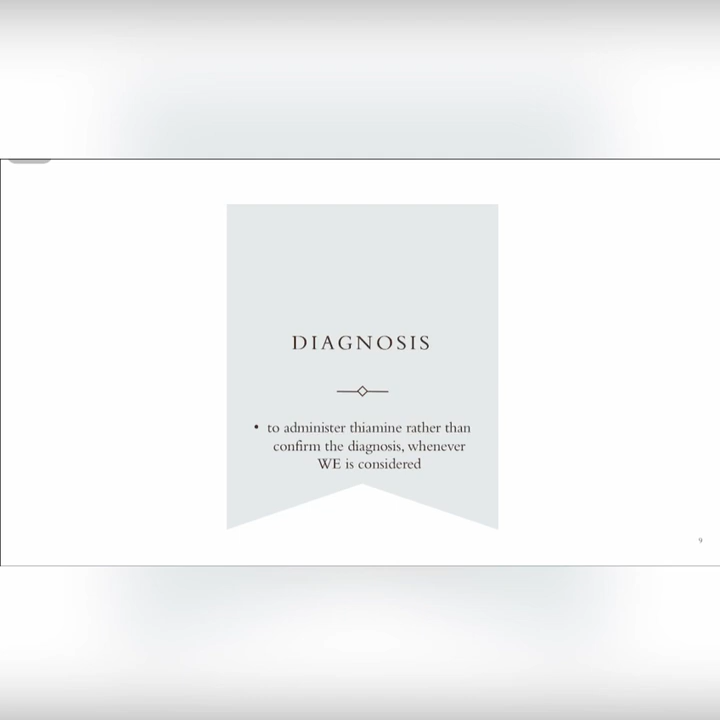 DIAGNOSIS
• to administer thiamine rather than
confirm the diagnosis, whenever
WE is considered
9